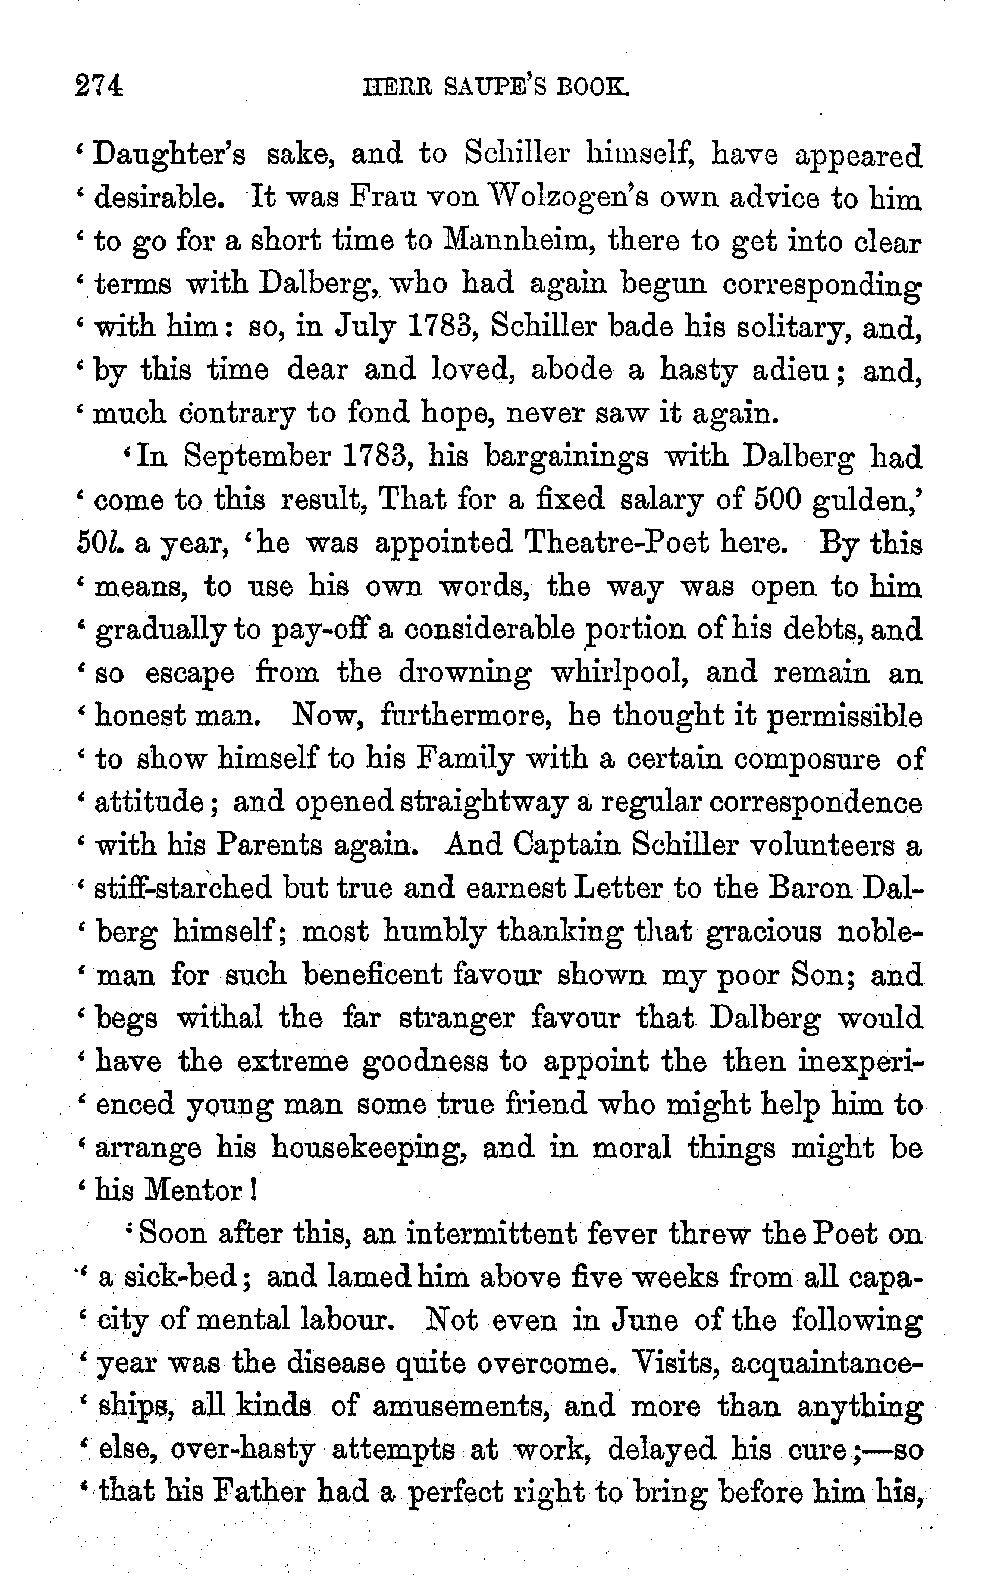 274 HERR SAUPE'S BOOK.
‘ Daughter's sake, and to Schiller himself, have appeared
‘ desirable. It was Frau von Wolzogen's own advice to him
‘ to go for a short time to Mannheim, there to get into clear
‘ terms with Dalberg, who had again begun corresponding
‘ with him: so, in July 1783, Schiller bade his solitary, and,
‘ by this time dear and loved, abode a hasty adieu; and,
‘ much contrary to fond hope, never saw it again.
‘In September 1783, his bargainings with Dalberg had
‘ come to this result, That for a fixed salary of 500 gulden,’
50l. a year, ‘he was appointed Theatre-Poet here. By this
‘ means, to use his own words, the way was open to him
‘ gradually to pay-off a considerable portion of his debts, and
‘ so escape from the drowning whirlpool, and remain an
‘ honest man. Now, furthermore, he thought it permissible
‘ to show himself to his Family with a certain composure of
‘ attitude; and opened straightway a regular correspondence
‘ with his Parents again. And Captain Schiller volunteers a
‘ stiff-starched but true and earnest Letter to the Baron Dal-
‘ berg himself; most humbly thanking that gracious noble-
‘ man for such beneficent favour shown my poor Son; and
‘ begs withal the far stranger favour that Dalberg would
‘ have the extreme goodness to appoint the then inexperi-
‘ enced young man some true friend who might help him to
‘ arrange his housekeeping, and in moral things might be
‘ his Mentor!
‘Soon after this, an intermittent fever threw the Poet on
‘ a sick-bed; and lamed him above five weeks from all capa-
‘ city of mental labour. Not even in June of the following
‘ year was the disease quite overcome. Visits, acquaintance-
‘ ships, all kinds of amusements, and more than anything
‘ else, over-hasty attempts at work, delayed his cure;—so
‘ that his Father had a perfect right to bring before him his,